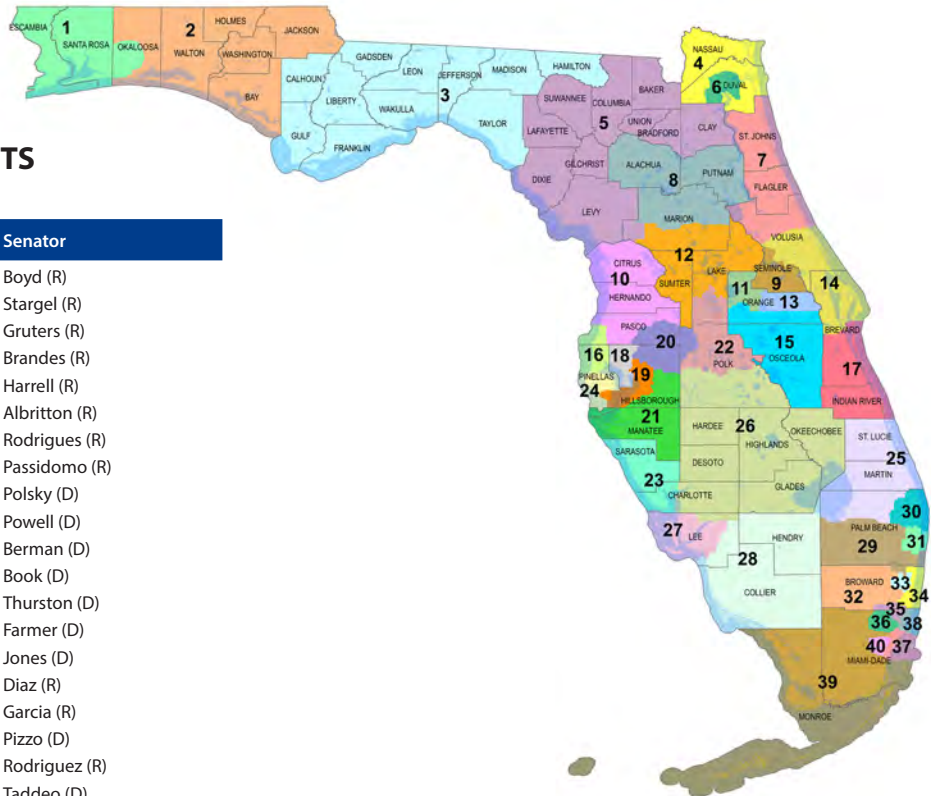 TS
Senator
Boyd (R)
Stargel (R)
Gruters (R)
Brandes (R)
Harrell (R)
Albritton (R)
Rodrigues (R)
Passidomo (R)
Polsky (D)
Powell (D)
Berman (D)
Book (D)
Thurston (D)
Farmer (D)
Jones (D)
Diaz (R)
Garcia (R)
Pizzo (D)
Rodriguez (R)
Taddeo (D)
ESCAMBIA
1
SANTA ROSA
OKALOOSA
2
HOLMES
WALTON
WASHINGTON
JACKSON
BAY
CALHOUN
GADSDEN
LEON
JEFFERSON
MADISON
HAMILTON
3
LIBERTY
WAKULLA
TAYLOR
GULF
FRANKLIN
NASSAU
4
6
DUVAL
SUWANNEE
COLUMBIA
BAKER
5
UNION
BRADFORD
CLAY
LAFAYETTE
ST. JOHNS
7
GILCHRIST
ALACHUA
8
PUTNAM
DIXIE
FLAGLER
LEVY
MARION
VOLUSIA
12
CITRUS
10
SUMTER
LAKE
SEMINOLE
9
14
11
ORANGE
13
HERNANDO
PASCO
BREVARD
20
15
OSCEOLA
16
18
22
POLK
17
PINELLAS
24
19
HILLSBOROUGH
21
MANATEE
INDIAN RIVER
HARDEE
26
HIGHLANDS
OKEECHOBEE
ST. LUCIE
25
SARASOTA
23
DESOTO
MARTIN
CHARLOTTE
GLADES
30
27
LEE
HENDRY
PALM BEACH
29
31
28
COLLIER
BROWARD
32
33
34
35
36
38
40
37
MIAMI-DADE
39
MONROE